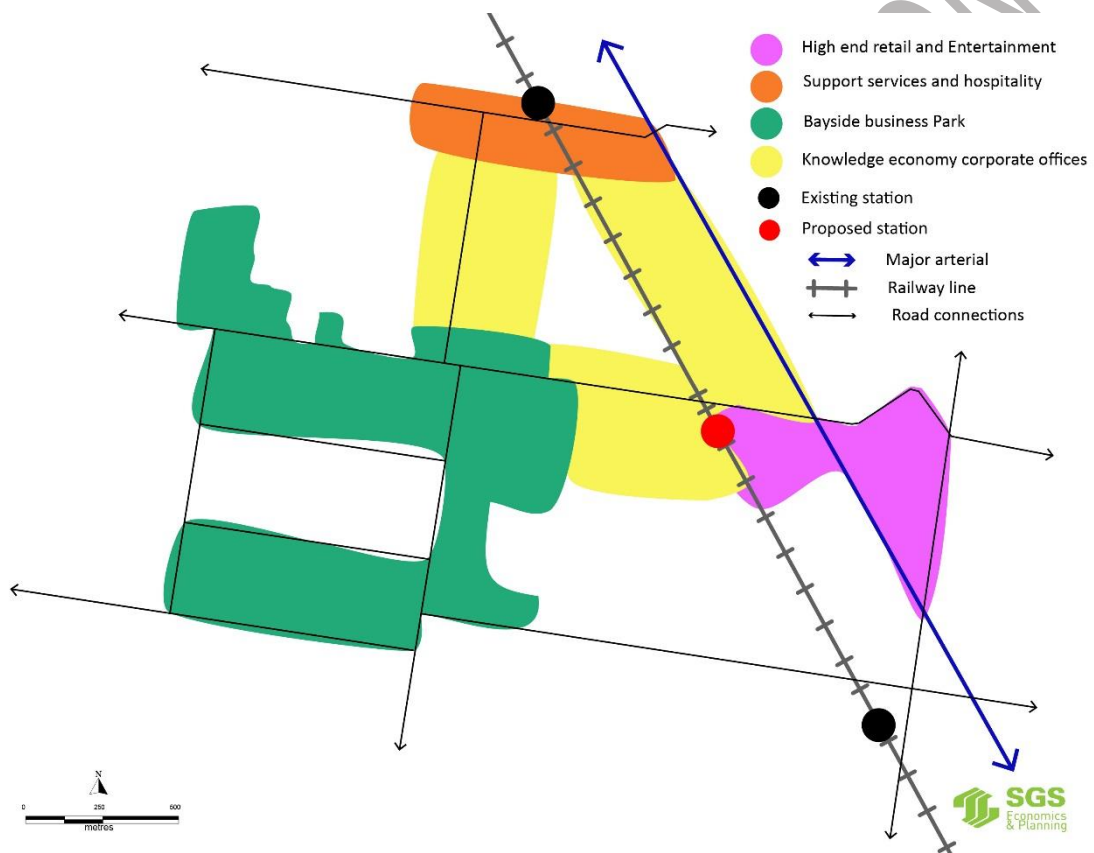 High end retail and Entertainment
Support services and hospitality
Bayside business Park
Knowledge economy corporate offices
Existing station
Proposed station
Major arterial
Railway line
Road connections
N
0 250 500
metres
SGS
Economics
& Planning